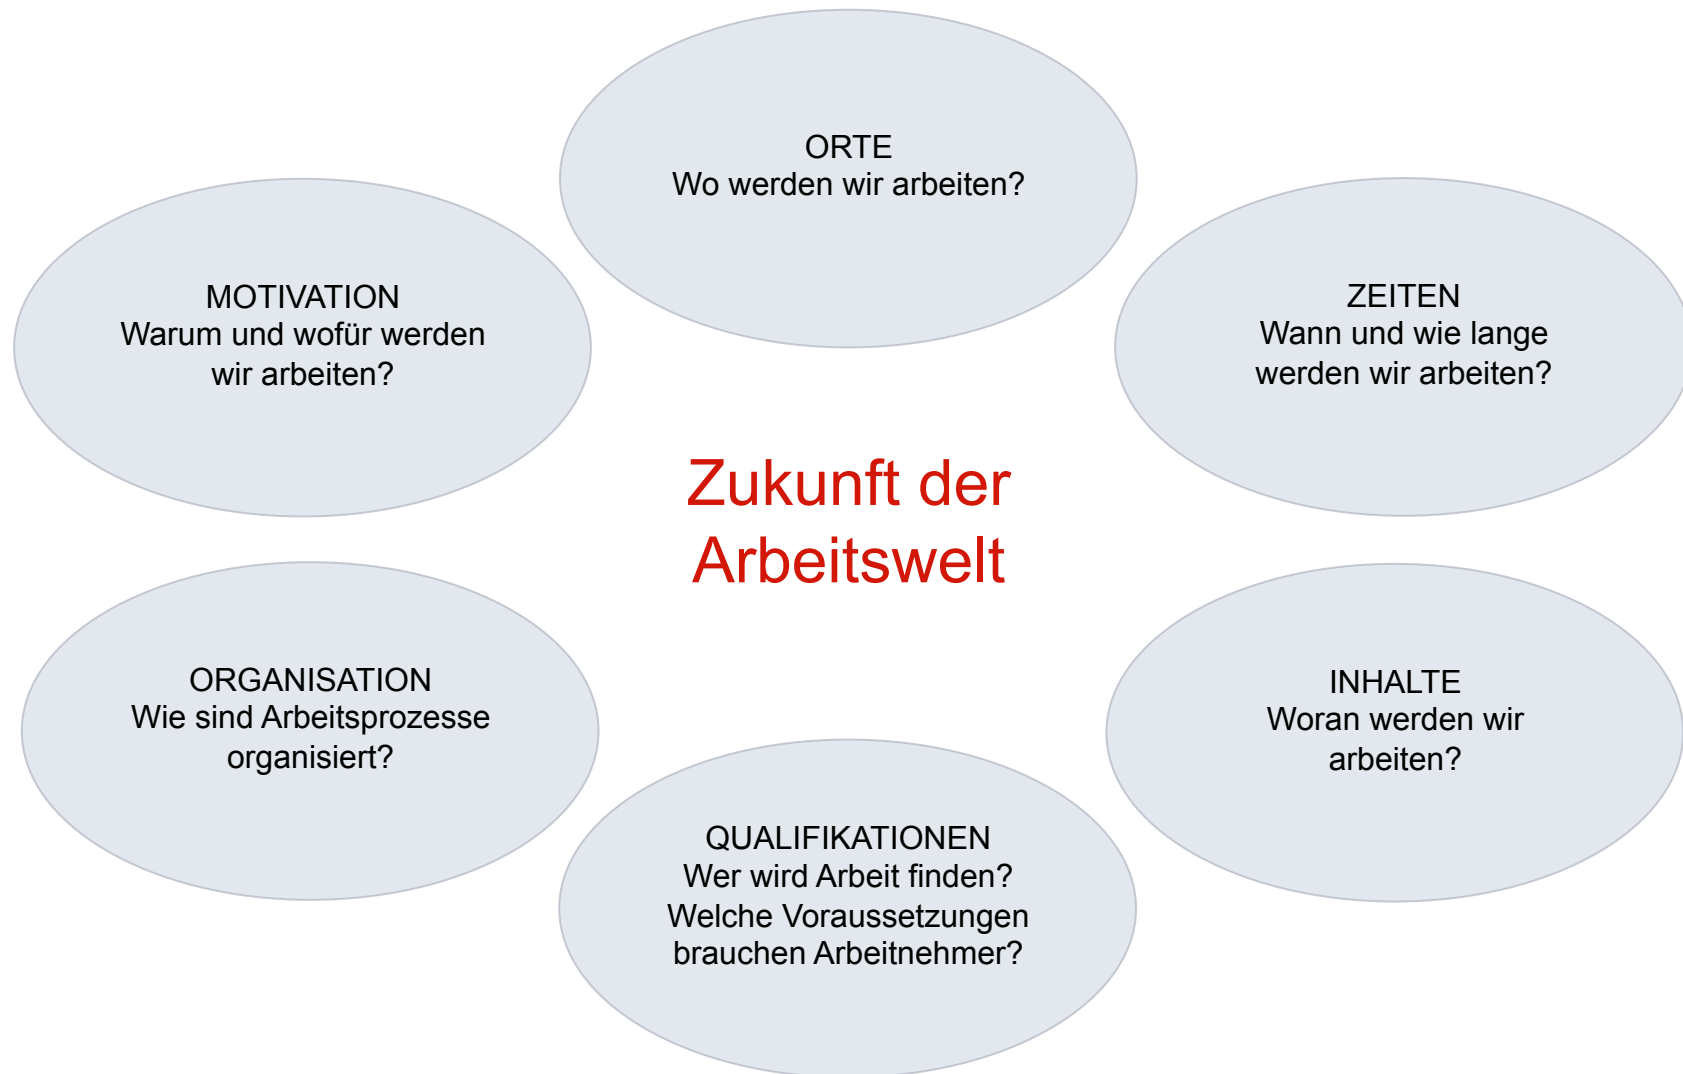 ORTE
Wo werden wir arbeiten?
MOTIVATION
Warum und wofür werden
wir arbeiten?
ZEITEN
Wann und wie lange
werden wir arbeiten?
Zukunft der
Arbeitswelt
ORGANISATION
Wie sind Arbeitsprozesse
organisiert?
INHALTE
Woran werden wir
arbeiten?
QUALIFIKATIONEN
Wer wird Arbeit finden?
Welche Voraussetzungen
brauchen Arbeitnehmer?